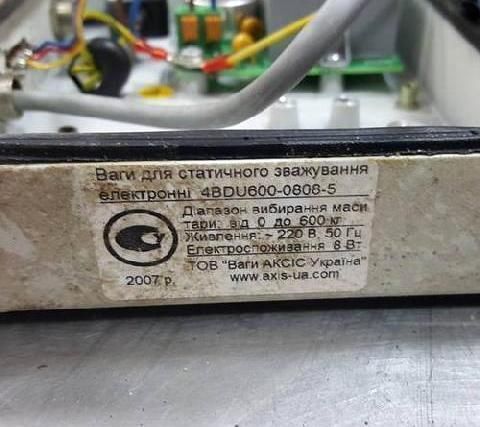 Ваги для статичного зважування
електронні 4BDU600-0808-5
Діапазон вибирання маси
тари: від 0 до 600 кг
Живлення: ~ 220 В, 50 Гц
Електроспоживання 8 Вт
ТОВ "Ваги АКСІС Україна"
2007 р. www.axis-ua.com